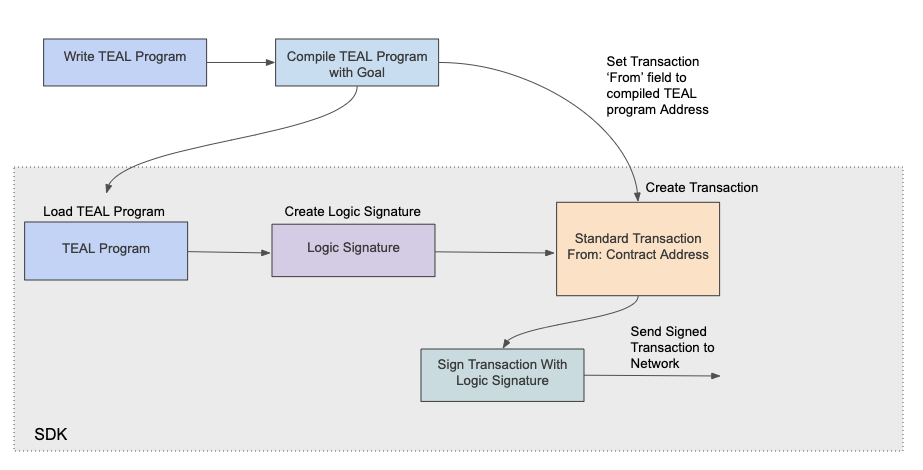 Write TEAL Program
Compile TEAL Program
with Goal
Set Transaction
‘From’ field to
compiled TEAL
program Address
Create Transaction
Load TEAL Program
TEAL Program
Create Logic Signature
Logic Signature
Standard Transaction
From: Contract Address
Sign Transaction With
Logic Signature
Send Signed
Transaction to
Network
SDK